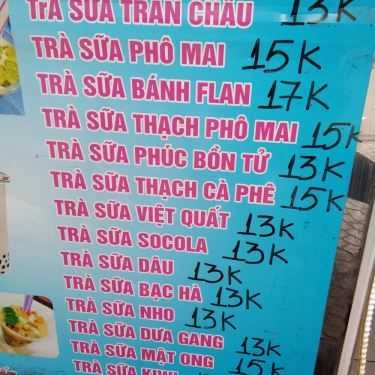 TRÀ SỮA TRÂN CHÂU 13K
TRÀ SỮA PHÔ MAI 15K
TRÀ SỮA BÁNH FLAN 17K
TRÀ SỮA THẠCH PHÔ MAI 15K
TRÀ SỮA PHÚC BỒN TỬ 13K
TRÀ SỮA THẠCH CÀ PHÊ 15K
TRÀ SỮA VIỆT QUẤT 13K
TRÀ SỮA SOCOLA 13K
TRÀ SỮA DÂU 13K
TRÀ SỮA BẠC HÀ 13K
TRÀ SỮA NHO 13K
TRÀ SỮA DƯA GANG 13K
TRÀ SỮA MẬT ONG 15K
TRÀ SỮA KIWI